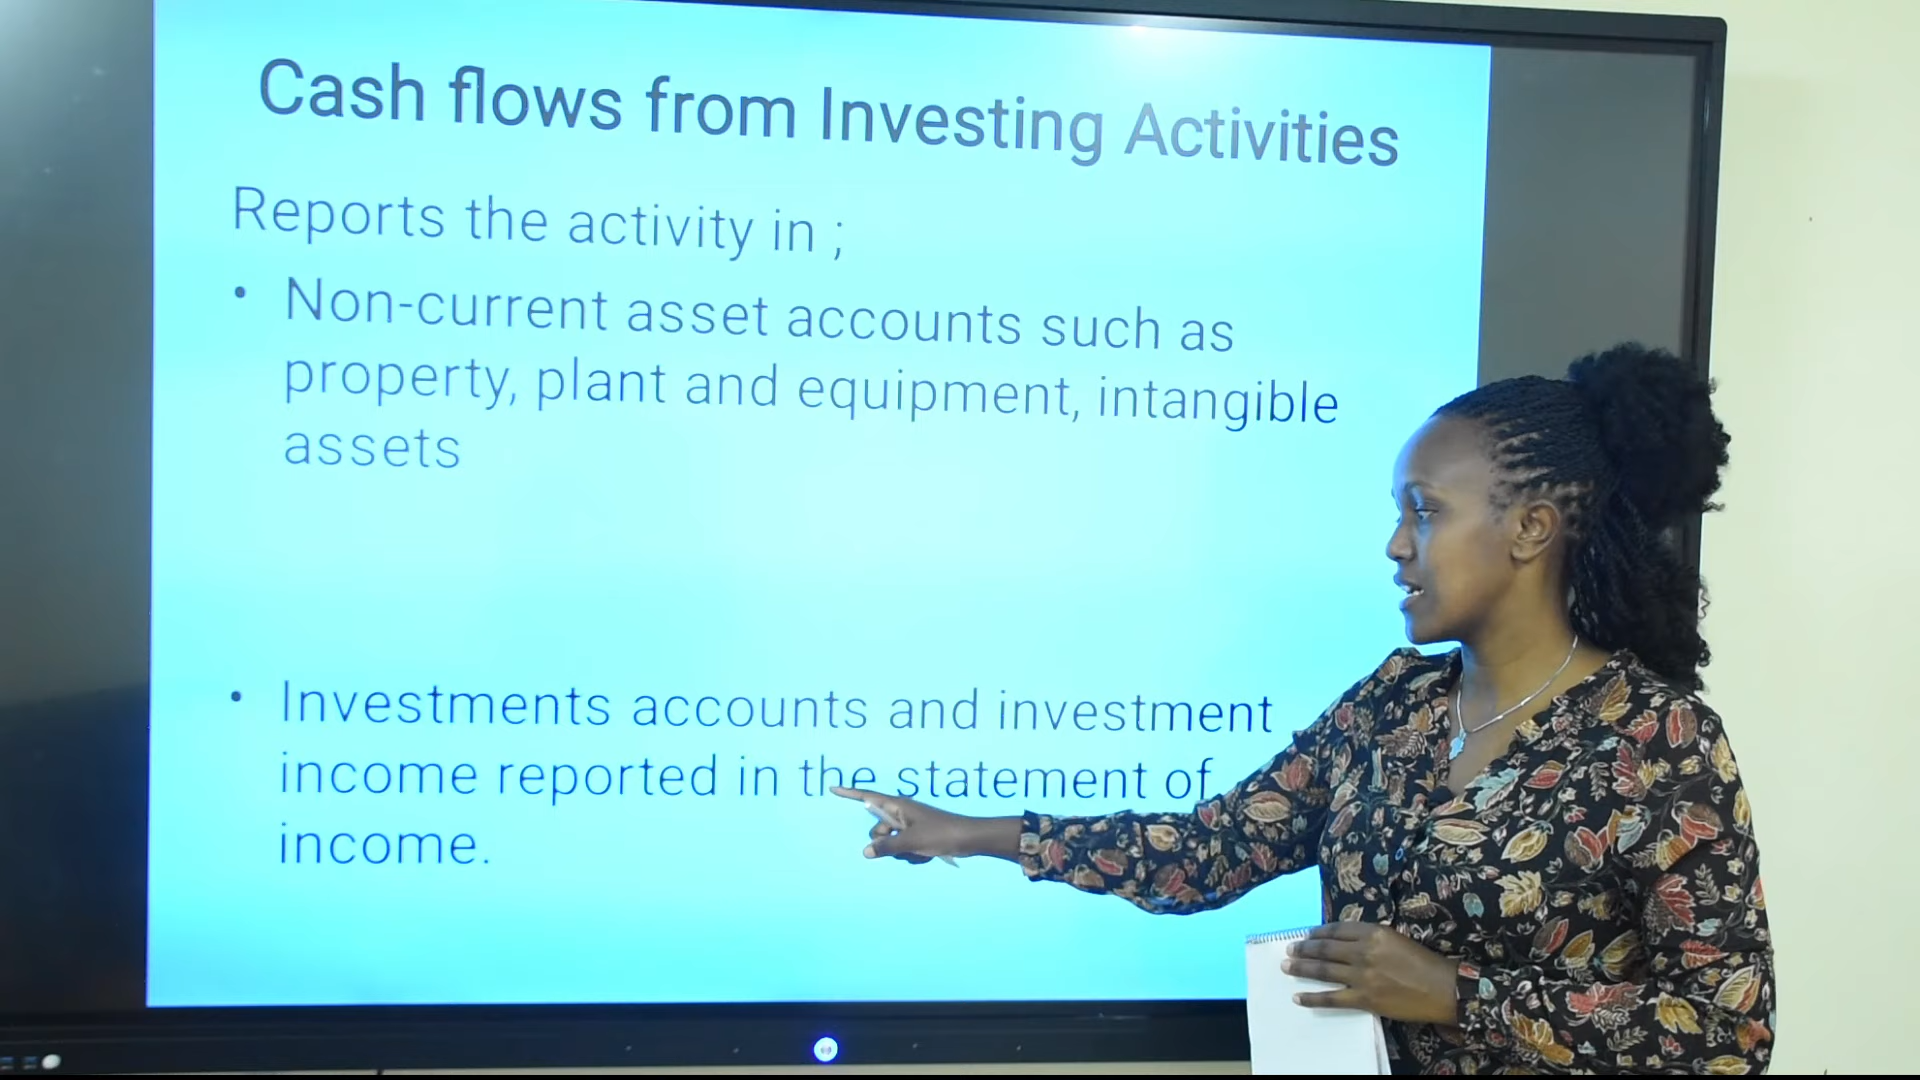 Cash flows from Investing Activities
Reports the activity in ;
• Non-current asset accounts such as
property, plant and equipment, intangible
assets
• Investments accounts and investment
income reported in the statement of
income.